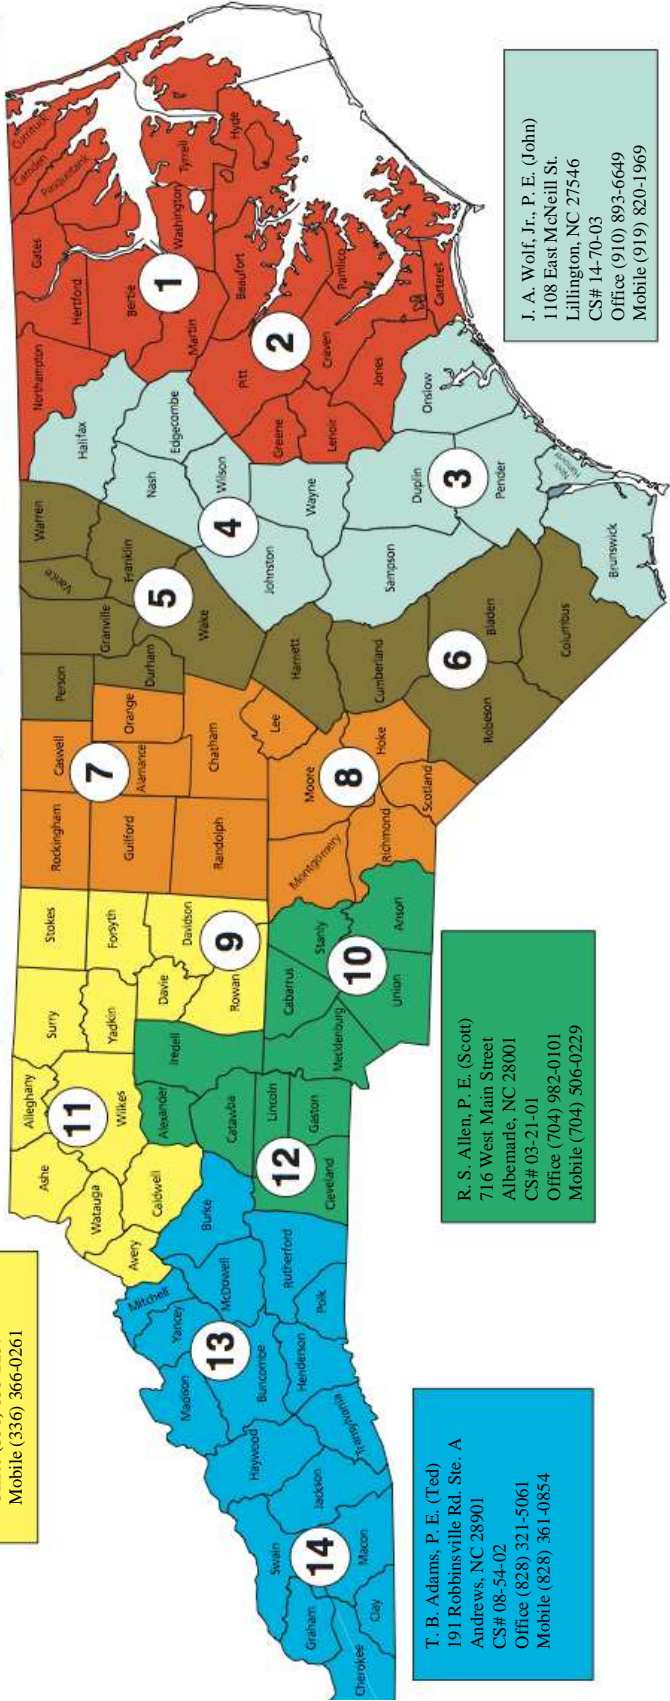 Mobile (336) 366-0261
Cherokee
Graham
Clay
Swain
14
Macon
Jackson
Haywood
Transylvania
Madison
Buncombe
Henderson
13
Yancey
Mitchell
McDowell
Polk
Rutherford
Burke
Avery
Watauga
Ashe
Caldwell
Alleghany
11
Wilkes
Alexander
Catawba
12
Lincoln
Cleveland
Gaston
Iredell
Surry
Yadkin
Davie
Rowan
Stokes
Forsyth
Davidson
9
Mecklenburg
Cabarrus
10
Stanly
Union
Anson
Rockingham
Guilford
Randolph
Montgomery
Richmond
Caswell
7
Alamance
Orange
Chatham
Moore
8
Lee
Hoke
Scotland
Person
Durham
Granville
Vance
Warren
Franklin
5
Wake
Harnett
Cumberland
6
Robeson
Bladen
Columbus
Johnston
4
Wilson
Nash
Halifax
Edgecombe
Wayne
Sampson
Duplin
3
Pender
Onslow
New Hanover
Brunswick
Northampton
Hertford
Gates
Bertie
1
Martin
Washington
Tyrrell
Currituck
Camden
Pasquotank
Hyde
Beaufort
Pitt
2
Greene
Lenoir
Craven
Jones
Pamlico
Carteret
T. B. Adams, P. E. (Ted)
191 Robbinsville Rd. Ste. A
Andrews, NC 28901
CS# 08-54-02
Office (828) 321-5061
Mobile (828) 361-0854
R. S. Allen, P. E. (Scott)
716 West Main Street
Albemarle, NC 28001
CS# 03-21-01
Office (704) 982-0101
Mobile (704) 506-0229
J. A. Wolf, Jr., P. E. (John)
1108 East McNeill St.
Lillington, NC 27546
CS# 14-70-03
Office (910) 893-6649
Mobile (919) 820-1969